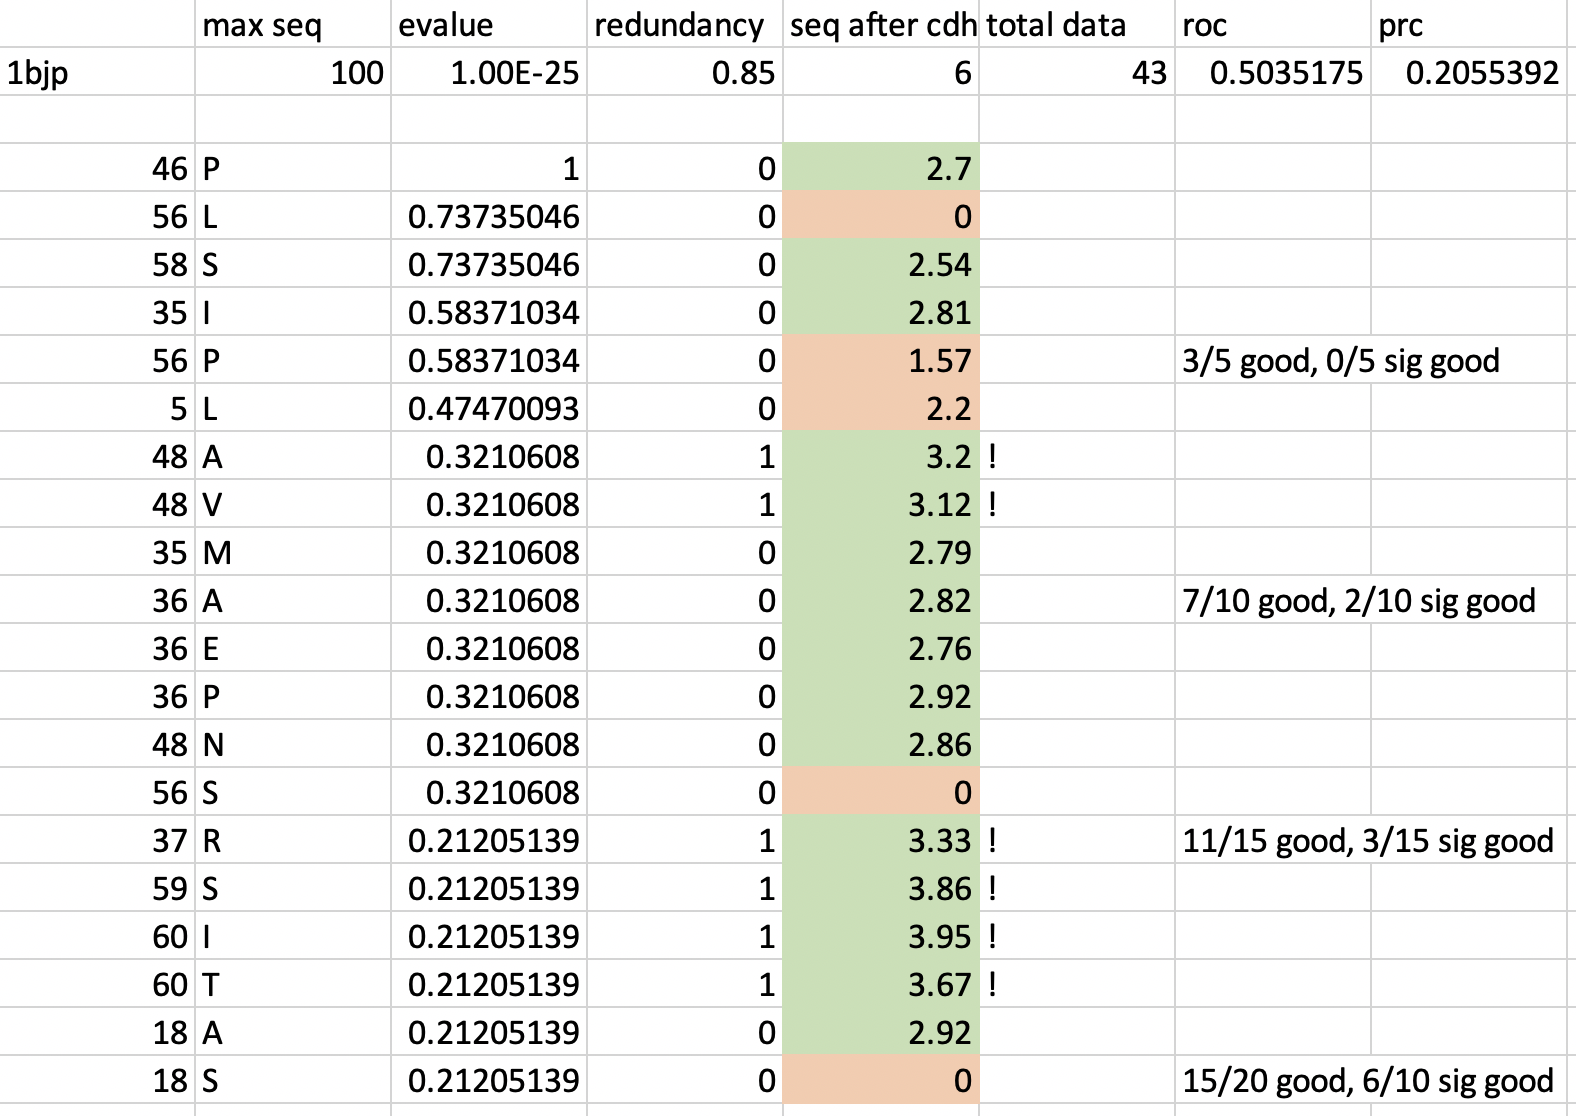 max seq evalue redundancy seq after cdh total data roc prc
1bjp 100 1.00E-25 0.85 6 43 0.5035175 0.2055392
46 P 1 0 2.7
56 L 0.73735046 0 0
58 S 0.73735046 0 2.54
35 I 0.58371034 0 2.81
56 P 0.58371034 0 1.57 3/5 good, 0/5 sig good
5 L 0.47470093 0 2.2
48 A 0.3210608 1 3.2 !
48 V 0.3210608 1 3.12 !
35 M 0.3210608 0 2.79
36 A 0.3210608 0 2.82 7/10 good, 2/10 sig good
36 E 0.3210608 0 2.76
36 P 0.3210608 0 2.92
48 N 0.3210608 0 2.86
56 S 0.3210608 0 0
37 R 0.21205139 1 3.33 ! 11/15 good, 3/15 sig good
59 S 0.21205139 1 3.86 !
60 I 0.21205139 1 3.95 !
60 T 0.21205139 1 3.67 !
18 A 0.21205139 0 2.92
18 S 0.21205139 0 0 15/20 good, 6/10 sig good